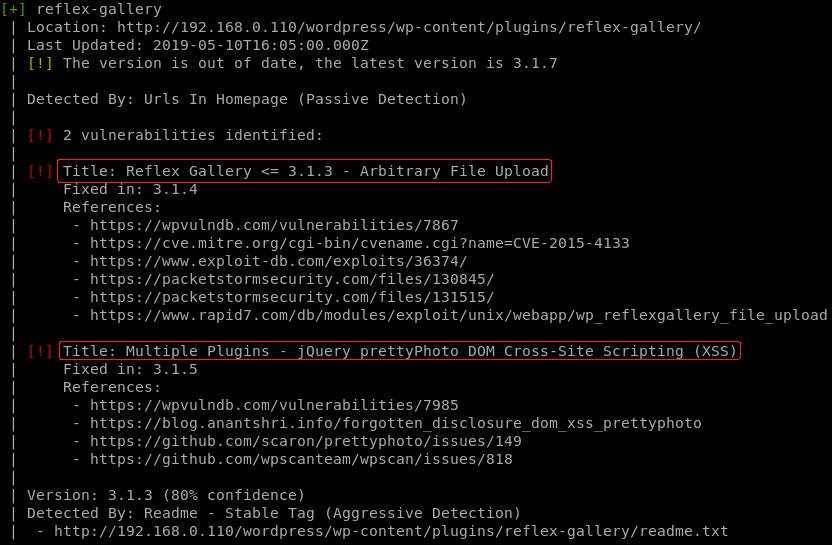 [+] reflex-gallery
| Location: http://192.168.0.110/wordpress/wp-content/plugins/reflex-gallery/
| Last Updated: 2019-05-10T16:05:00.000Z
| [!] The version is out of date, the latest version is 3.1.7
|
| Detected By: Urls In Homepage (Passive Detection)
|
| [!] 2 vulnerabilities identified:
|
| [!] Title: Reflex Gallery <= 3.1.3 - Arbitrary File Upload
|     Fixed in: 3.1.4
|     References:
|      - https://wpvulndb.com/vulnerabilities/7867
|      - https://cve.mitre.org/cgi-bin/cvename.cgi?name=CVE-2015-4133
|      - https://www.exploit-db.com/exploits/36374/
|      - https://packetstormsecurity.com/files/130845/
|      - https://packetstormsecurity.com/files/131515/
|      - https://www.rapid7.com/db/modules/exploit/unix/webapp/wp_reflexgallery_file_upload
|
| [!] Title: Multiple Plugins - jQuery prettyPhoto DOM Cross-Site Scripting (XSS)
|     Fixed in: 3.1.5
|     References:
|      - https://wpvulndb.com/vulnerabilities/7985
|      - https://blog.anantshri.info/forgotten_disclosure_dom_xss_prettyphoto
|      - https://github.com/scaron/prettyphoto/issues/149
|      - https://github.com/wpscanteam/wpscan/issues/818
|
| Version: 3.1.3 (80% confidence)
| Detected By: Readme - Stable Tag (Aggressive Detection)
|  - http://192.168.0.110/wordpress/wp-content/plugins/reflex-gallery/readme.txt